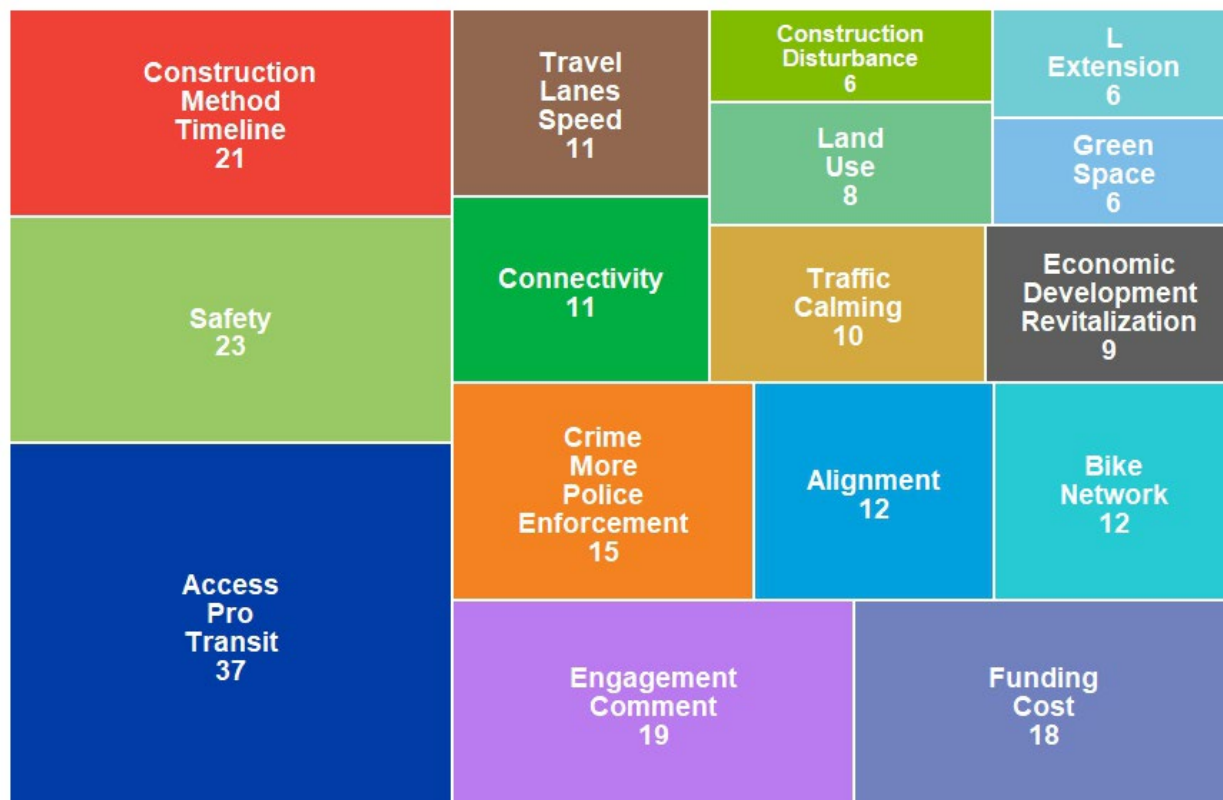 Construction
Method
Timeline
21
Safety
23
Access
Pro
Transit
37
Travel
Lanes
Speed
11
Connectivity
11
Construction
Disturbance
6
Land
Use
8
L
Extension
6
Green
Space
6
Traffic
Calming
10
Economic
Development
Revitalization
9
Crime
More
Police
Enforcement
15
Alignment
12
Bike
Network
12
Engagement
Comment
19
Funding
Cost
18